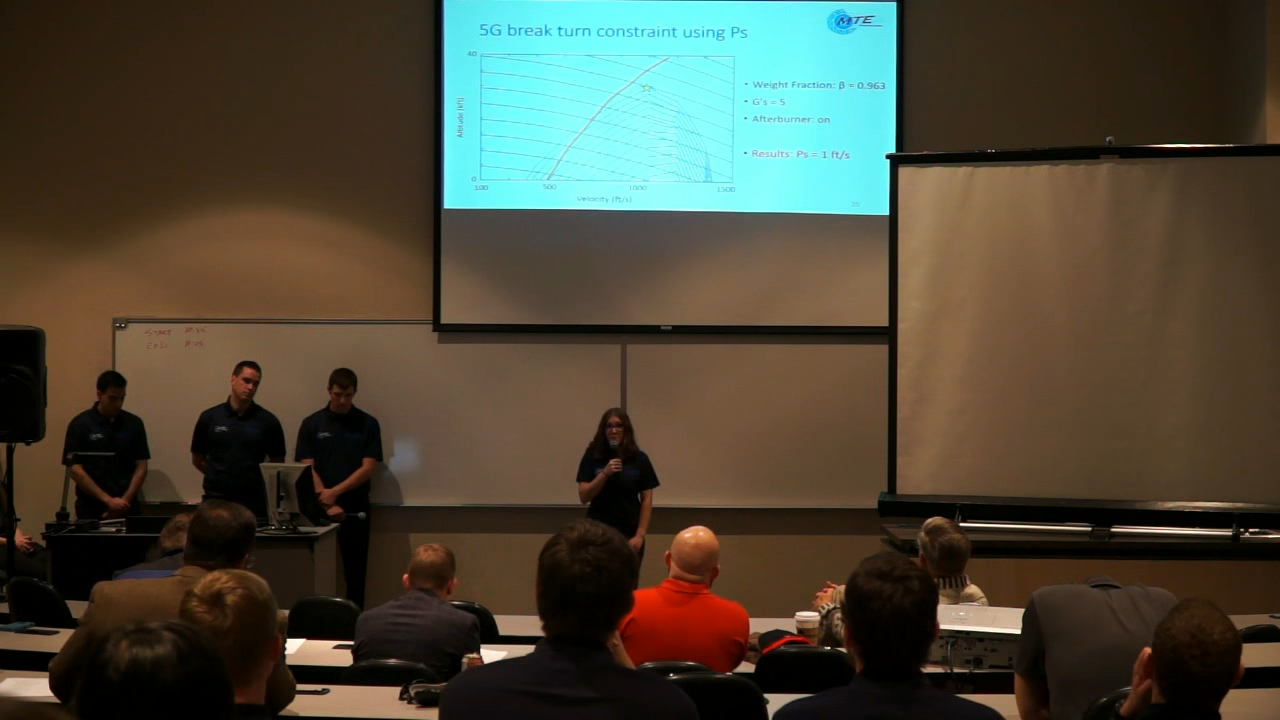 5G break turn constraint using Ps
MTE
40
Altitude (kft)
0
100
500
1000
1500
Velocity (ft/s)
• Weight Fraction: β = 0.963
• G's = 5
• Afterburner: on
• Results: Ps = 1 ft/s